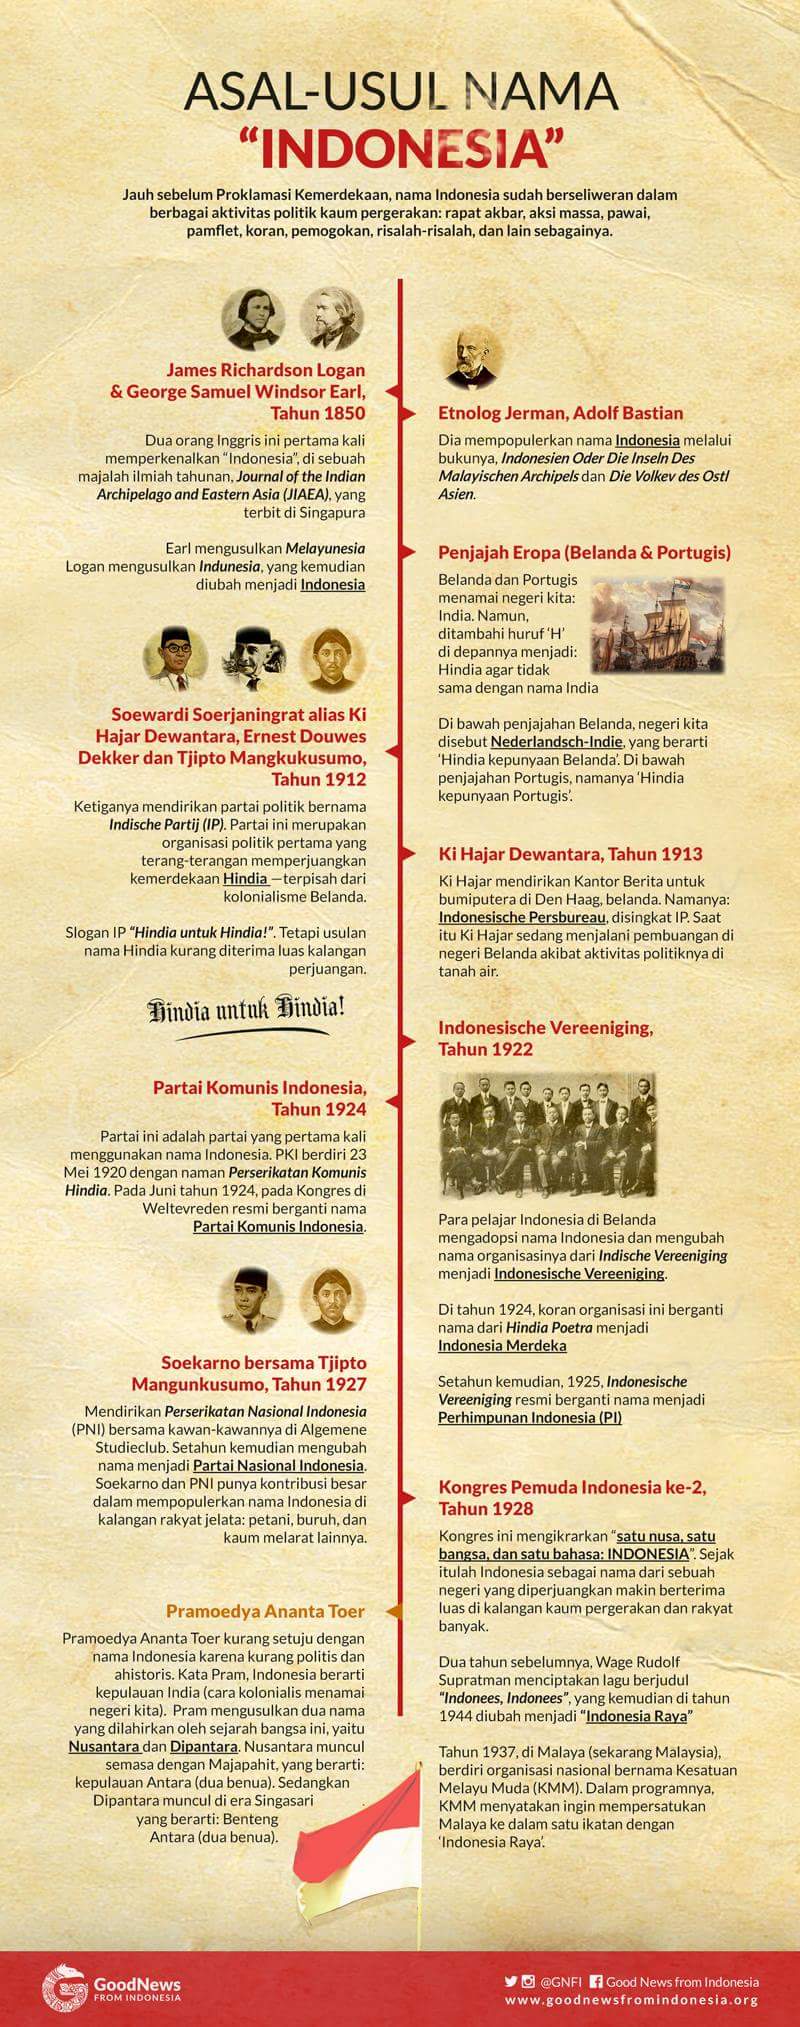 ASAL-USUL NAMA
“INDONESIA”
Jauh sebelum Proklamasi Kemerdekaan, nama Indonesia sudah berseliweran dalam
berbagai aktivitas politik kaum pergerakan: rapat akbar, aksi massa, pawai,
pamflet, koran, pemogokan, risalah-risalah, dan lain sebagainya.
James Richardson Logan
& George Samuel Windsor Earl,
Tahun 1850
Dua orang Inggris ini pertama kali
memperkenalkan “Indonesia”, di sebuah
majalah ilmiah tahunan, Journal of the Indian
Archipelago and Eastern Asia (JIAEA), yang
terbit di Singapura
Earl mengusulkan Melayunesia
Logan mengusulkan Indunesia, yang kemudian
diubah menjadi Indonesia
Etnolog Jerman, Adolf Bastian
Dia mempopulerkan nama Indonesia melalui
bukunya, Indonesien Oder Die Inseln Des
Malayischen Archipels dan Die Volkev des Ostl
Asien.
Penjajah Eropa (Belanda & Portugis)
Belanda dan Portugis
menamai negeri kita:
India. Namun,
ditambahi huruf ‘H’
di depannya menjadi:
Hindia agar tidak
sama dengan nama India
Di bawah penjajahan Belanda, negeri kita
disebut Nederlandsch-Indie, yang berarti
‘Hindia kepunyaan Belanda’. Di bawah
penjajahan Portugis, namanya ‘Hindia
kepunyaan Portugis’.
Soewardi Soerjaningrat alias Ki
Hajar Dewantara, Ernest Douwes
Dekker dan Tjipto Mangkukusumo,
Tahun 1912
Ketiganya mendirikan partai politik bernama
Indische Partij (IP). Partai ini merupakan
organisasi politik pertama yang
terang-terangan memperjuangkan
kemerdekaan Hindia —terpisah dari
kolonialisme Belanda.
Slogan IP “Hindia untuk Hindia!”. Tetapi usulan
nama Hindia kurang diterima luas kalangan
perjuangan.
Hindia untuk Hindia!
Ki Hajar Dewantara, Tahun 1913
Ki Hajar mendirikan Kantor Berita untuk
bumiputera di Den Haag, belanda. Namanya:
Indonesische Persbureau, disingkat IP. Saat
itu Ki Hajar sedang menjalani pembuangan di
negeri Belanda akibat aktivitas politiknya di
tanah air.
Indonesische Vereeniging,
Tahun 1922
Para pelajar Indonesia di Belanda
mengadopsi nama Indonesia dan mengubah
nama organisasinya dari Indische Vereeniging
menjadi Indonesische Vereeniging.
Di tahun 1924, koran organisasi ini berganti
nama dari Hindia Poetra menjadi
Indonesia Merdeka
Setahun kemudian, 1925, Indonesische
Vereeniging resmi berganti nama menjadi
Perhimpunan Indonesia (PI)
Partai Komunis Indonesia,
Tahun 1924
Partai ini adalah partai yang pertama kali
menggunakan nama Indonesia. PKI berdiri 23
Mei 1920 dengan naman Perserikatan Komunis
Hindia. Pada Juni tahun 1924, pada Kongres di
Weltevreden resmi berganti nama
Partai Komunis Indonesia.
Soekarno bersama Tjipto
Mangunkusumo, Tahun 1927
Mendirikan Perserikatan Nasional Indonesia
(PNI) bersama kawan-kawannya di Algemene
Studieclub. Setahun kemudian mengubah
nama menjadi Partai Nasional Indonesia.
Soekarno dan PNI punya kontribusi besar
dalam mempopulerkan nama Indonesia di
kalangan rakyat jelata: petani, buruh, dan
kaum melarat lainnya.
Kongres Pemuda Indonesia ke-2,
Tahun 1928
Kongres ini mengikrarkan “satu nusa, satu
bangsa, dan satu bahasa: INDONESIA”. Sejak
itulah Indonesia sebagai nama dari sebuah
negeri yang diperjuangkan makin berterima
luas di kalangan kaum pergerakan dan rakyat
banyak.
Dua tahun sebelumnya, Wage Rudolf
Supratman menciptakan lagu berjudul
“Indonees, Indonees”, yang kemudian di tahun
1944 diubah menjadi “Indonesia Raya”
Tahun 1937, di Malaya (sekarang Malaysia),
berdiri organisasi nasional bernama Kesatuan
Melayu Muda (KMM). Dalam programnya,
KMM menyatakan ingin mempersatukan
Malaya ke dalam satu ikatan dengan
‘Indonesia Raya’.
Pramoedya Ananta Toer
Pramoedya Ananta Toer kurang setuju dengan
nama Indonesia karena kurang politis dan
ahistoris. Kata Pram, Indonesia berarti
kepulauan India (cara kolonialis menamai
negeri kita). Pram mengusulkan dua nama
yang dilahirkan oleh sejarah bangsa ini, yaitu
Nusantara dan Dipantara. Nusantara muncul
semasa dengan Majapahit, yang berarti:
kepulauan Antara (dua benua). Sedangkan
Dipantara muncul di era Singasari
yang berarti: Benteng
Antara (dua benua).
GoodNews
FROM INDONESIA
@GNFI Good News from Indonesia
www.goodnewsfromindonesia.org